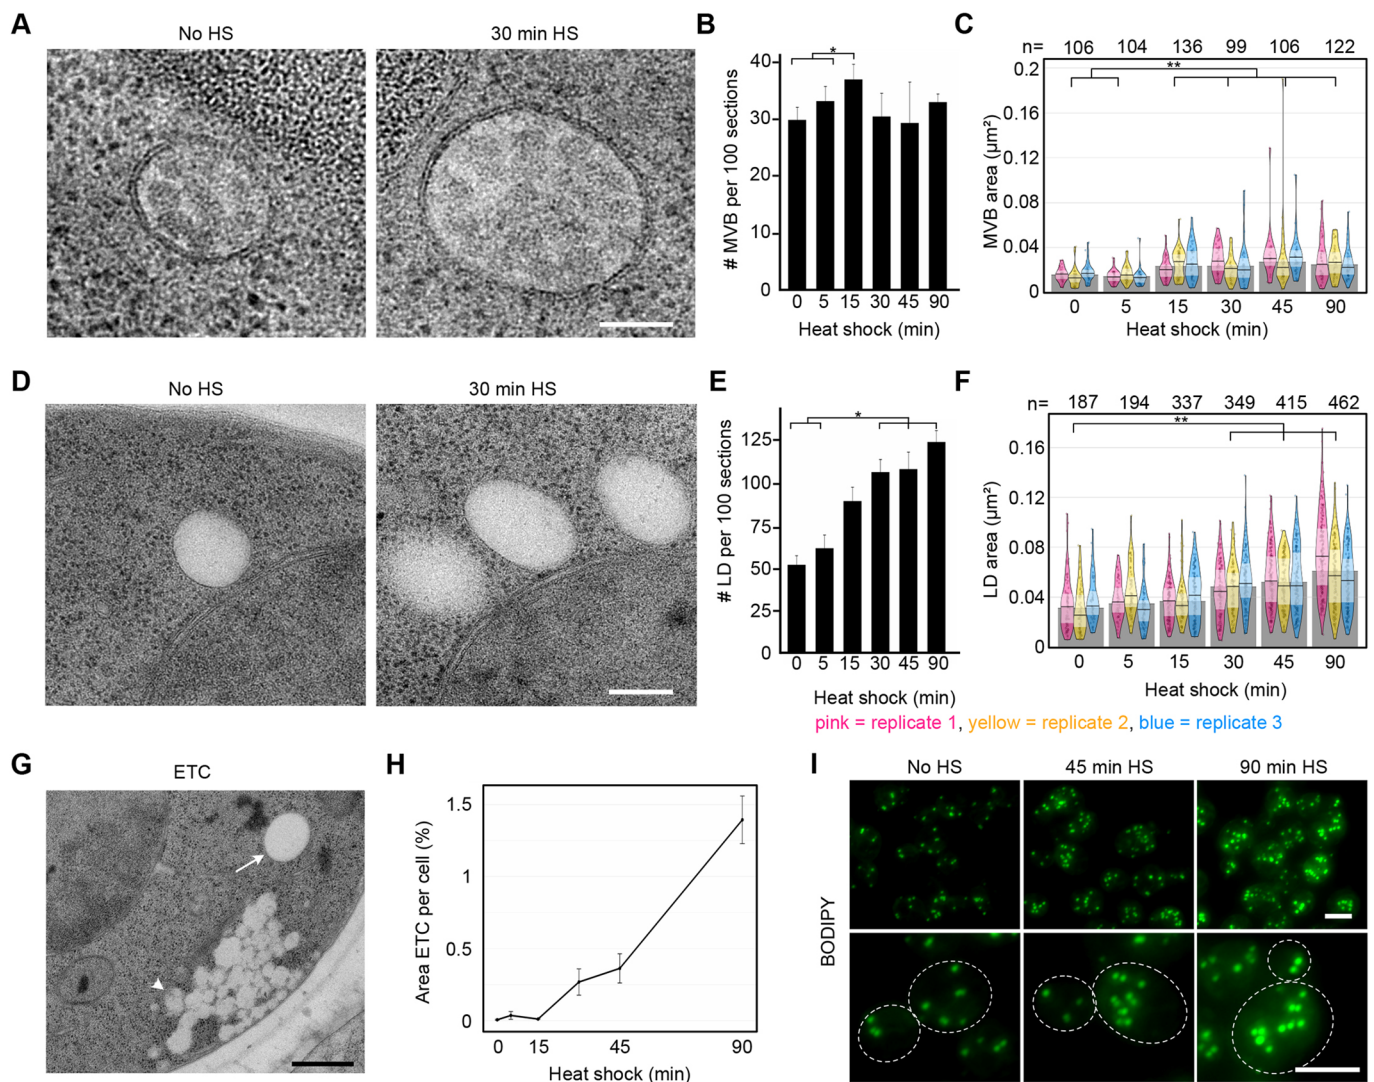 A
No HS
30 min HS
B
# MVB per 100 sections
40
30
20
10
0
0 5 15 30 45 90
Heat shock (min)
*
C
n= 106 104 136 99 106 122
**
MVB area (µm²)
0.2
0.16
0.12
0.08
0.04
0
0 5 15 30 45 90
Heat shock (min)
D
No HS
30 min HS
E
# LD per 100 sections
125
100
75
50
25
0
0 5 15 30 45 90
Heat shock (min)
*
F
n= 187 194 337 349 415 462
**
LD area (µm²)
0.16
0.12
0.08
0.04
0
0 5 15 30 45 90
Heat shock (min)
pink = replicate 1, yellow = replicate 2, blue = replicate 3
G
ETC
H
Area ETC per cell (%)
1.5
1
0.5
0
0 15 45 90
Heat shock (min)
I
No HS
45 min HS
90 min HS
BODIPY